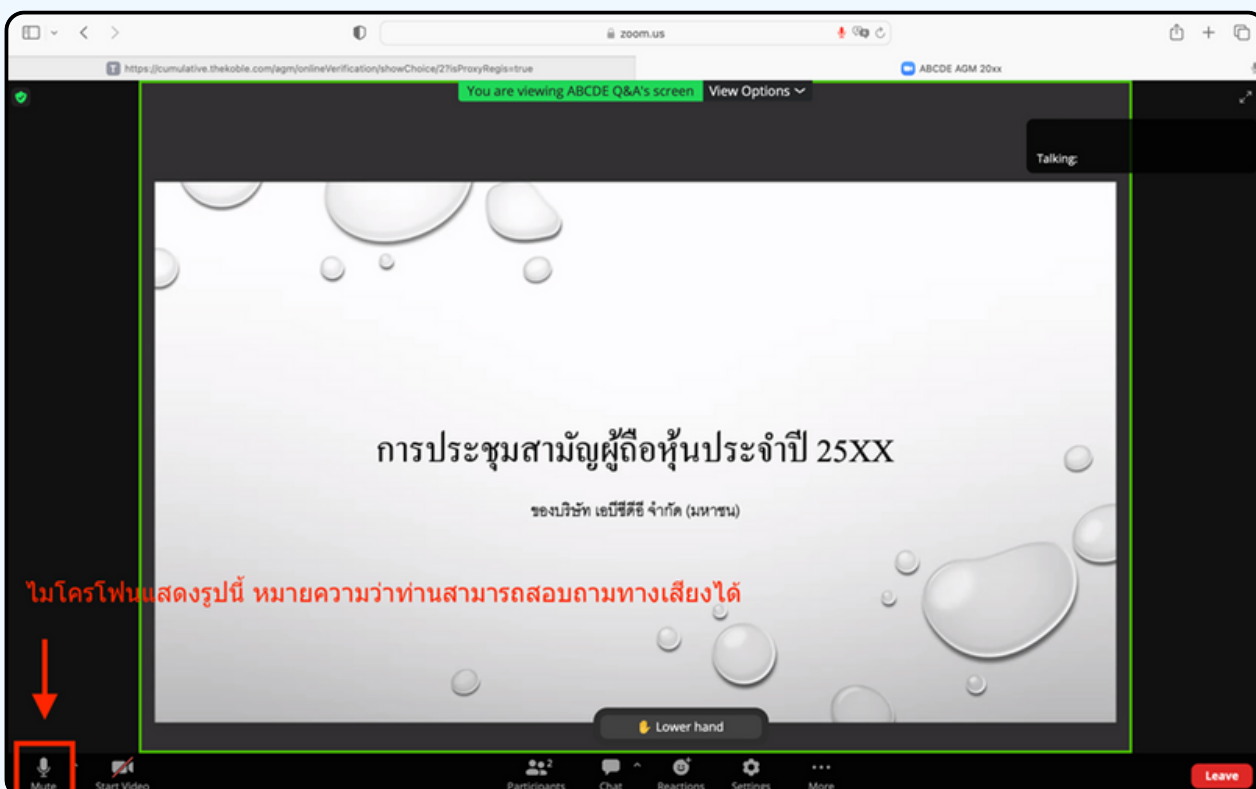 zoom.us
T https://cumulative.thekoble.com/agm/onlineVerification/showChoice/2?isProxyRegis=true
ABCDE AGM 20xx
You are viewing ABCDE Q&A's screen View Options
Talking:
การประชุมสามัญผู้ถือหุ้นประจำปี 25XX
ของบริษัท เอบีซีดีอี จำกัด (มหาชน)
ไมโครโฟนแสดงรูปนี้ หมายความว่าท่านสามารถสอบถามทางเสียงได้
Lower hand
2
Mute Start Video Participants Chat Reactions Settings More
Leave